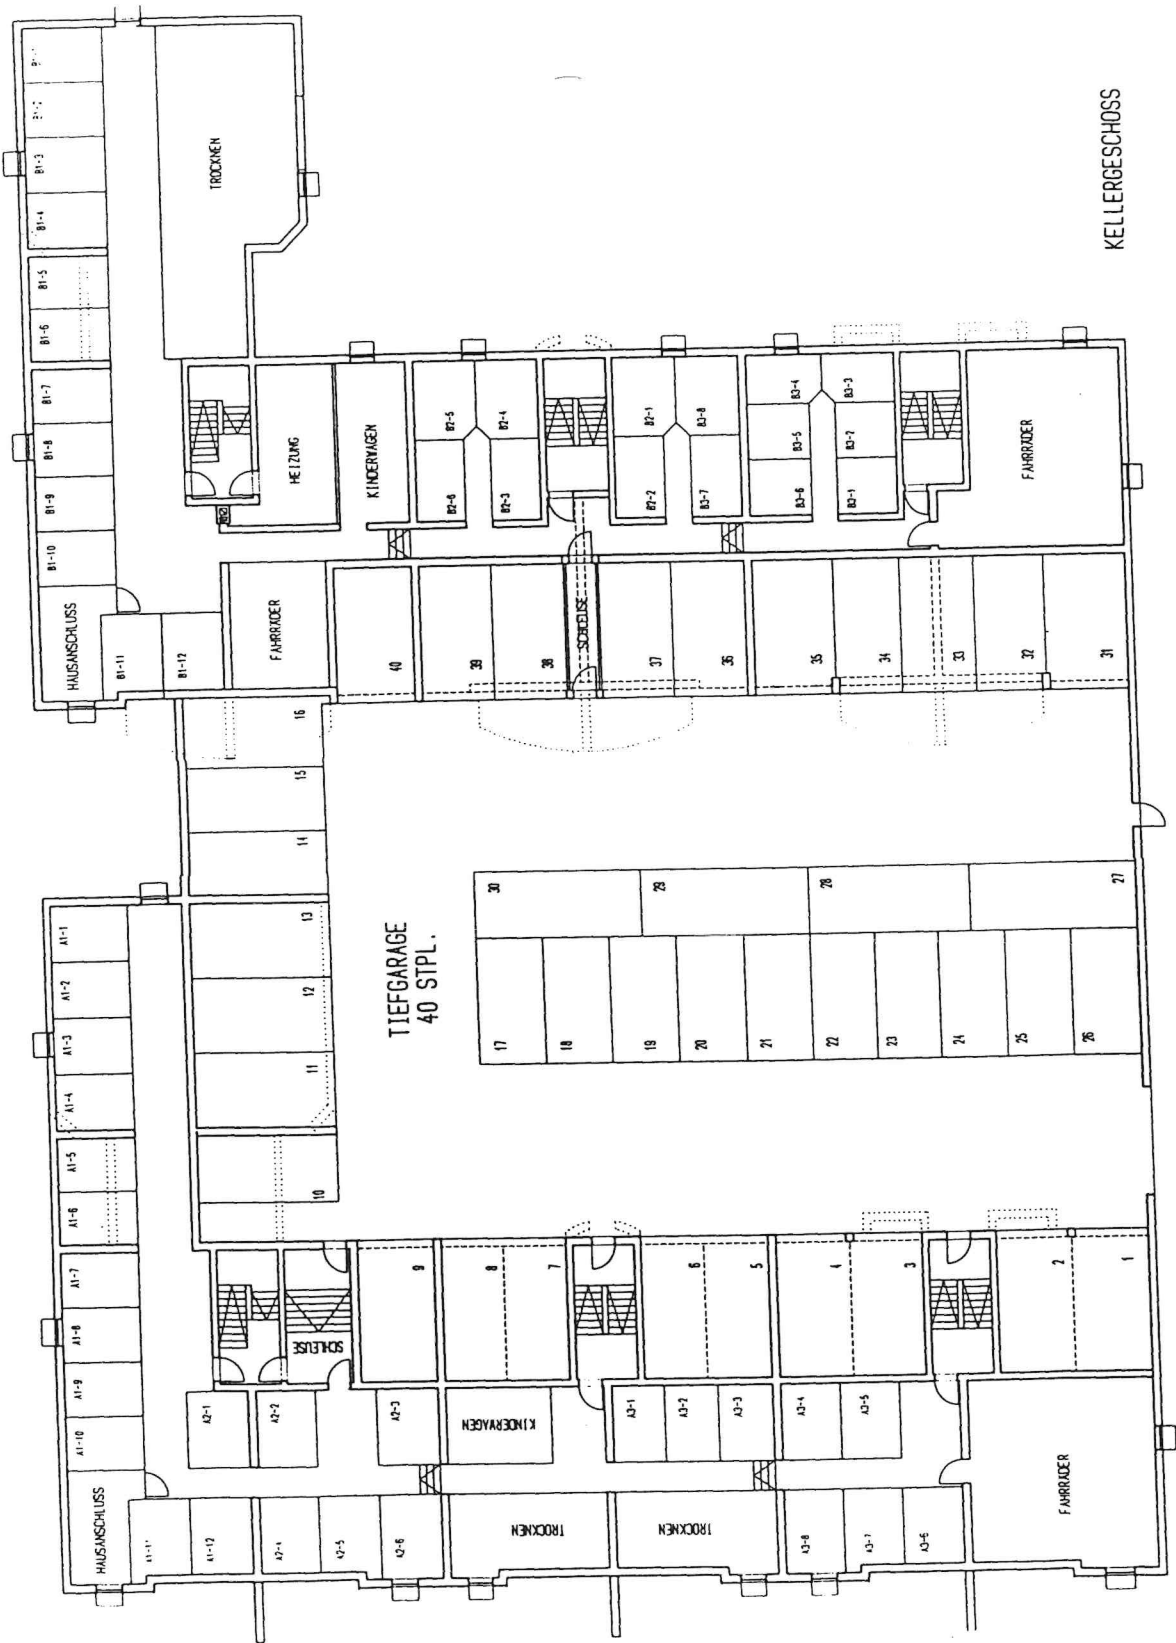 KELLERGESCHOSS
TROCKNEN
B1-3
B1-4
B1-5
B1-6
B1-7
B1-8
B1-9
B1-10
HAUSANSCHLUSS
B1-11
B1-12
FAHRRÄDER
HEIZUNG
KINDERWAGEN
B2-5
B2-4
B2-6
B2-3
B2-1
B3-8
B2-2
B3-7
B3-4
B3-3
B3-5
B3-2
B3-6
B3-1
FAHRRÄDER
SCHLEUSE
40
39
38
37
36
35
34
33
32
31
16
15
14
13
12
11
10
TIEFGARAGE
40 STPL.
30
29
28
27
17
18
19
20
21
22
23
24
25
26
A1-1
A1-2
A1-3
A1-4
A1-5
A1-6
A1-7
A1-8
A1-9
A1-10
HAUSANSCHLUSS
A1-12
SCHLEUSE
9
8
7
6
5
4
3
2
1
A2-1
A2-2
A2-3
KINDERWAGEN
A3-1
A3-2
A3-3
A3-4
A3-5
A2-4
A2-5
A2-6
TROCKNEN
TROCKNEN
A3-8
A3-7
A3-6
FAHRRÄDER